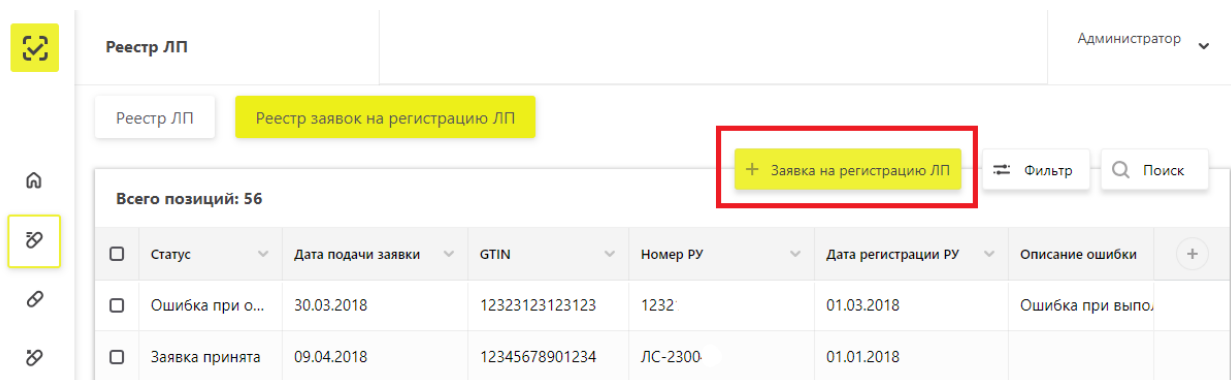 Реестр ЛП
Администратор
Реестр ЛП
Реестр заявок на регистрацию ЛП
+ Заявка на регистрацию ЛП
Фильтр
Поиск
Всего позиций: 56
Статус Дата подачи заявки GTIN Номер РУ Дата регистрации РУ Описание ошибки +
Ошибка при о... 30.03.2018 12323123123123 1232 01.03.2018 Ошибка при
Заявка принята 09.04.2018 12345678901234 ЛС-2300 01.01.2018